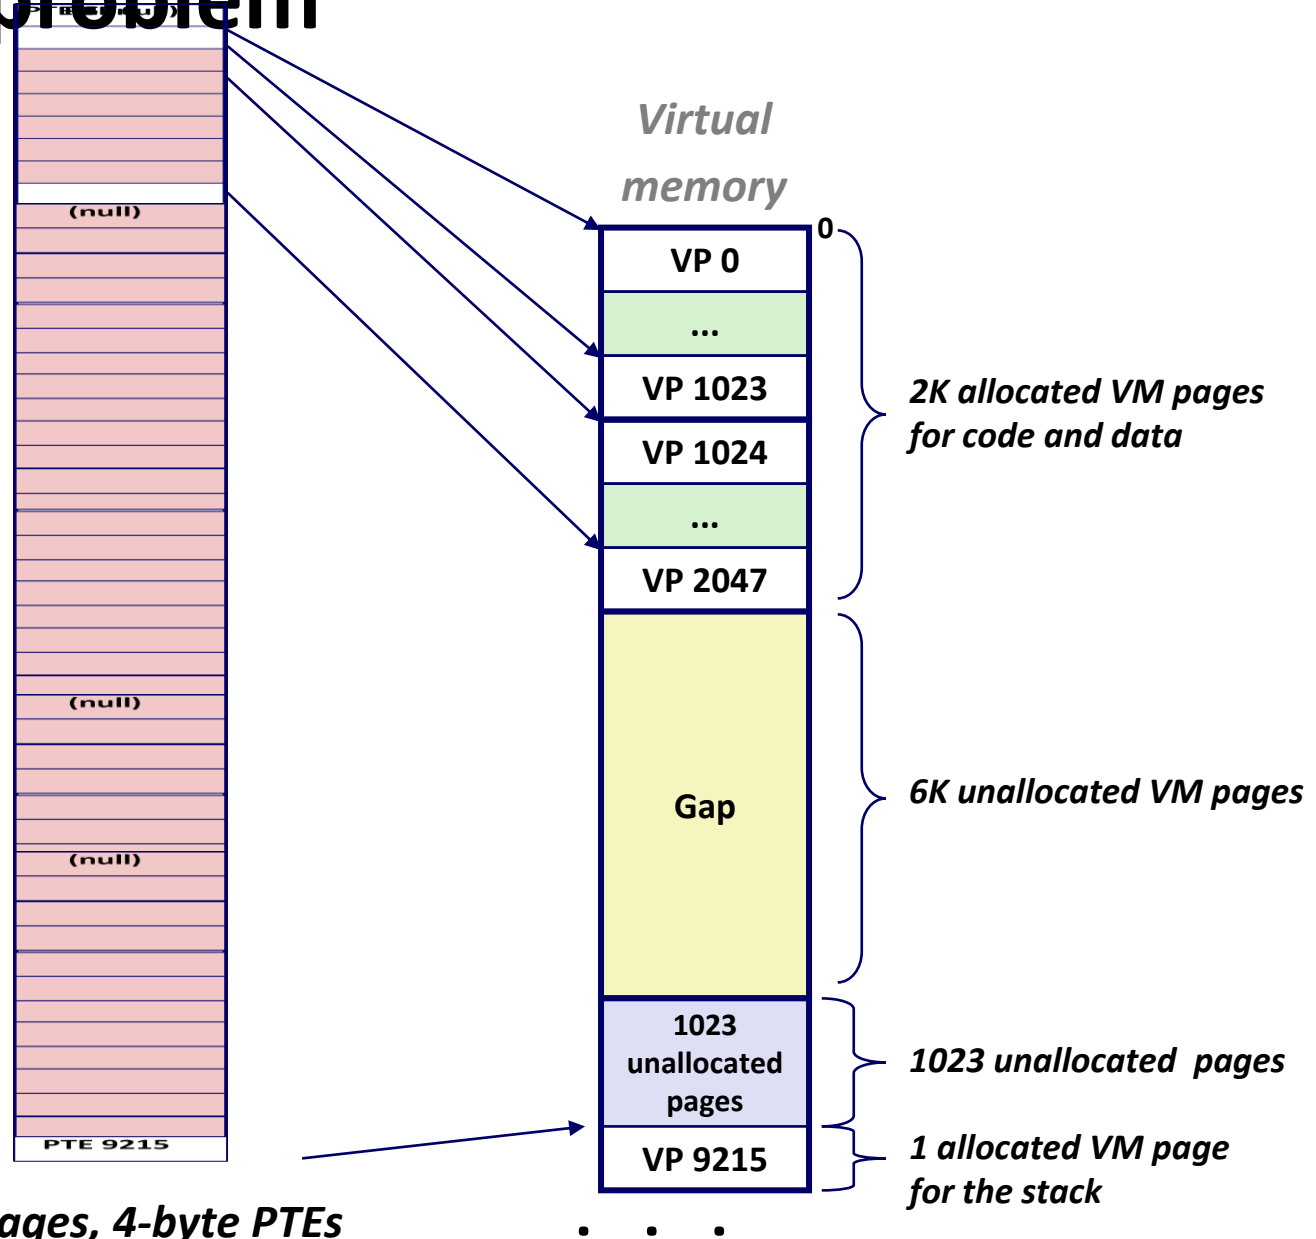 problem
(null)
(null)
(null)
PTE 9215
Virtual
memory
0
VP 0
...
VP 1023
VP 1024
...
VP 2047
Gap
1023
unallocated
pages
VP 9215
2K allocated VM pages
for code and data
6K unallocated VM pages
1023 unallocated pages
1 allocated VM page
for the stack
ages, 4-byte PTEs
. . .